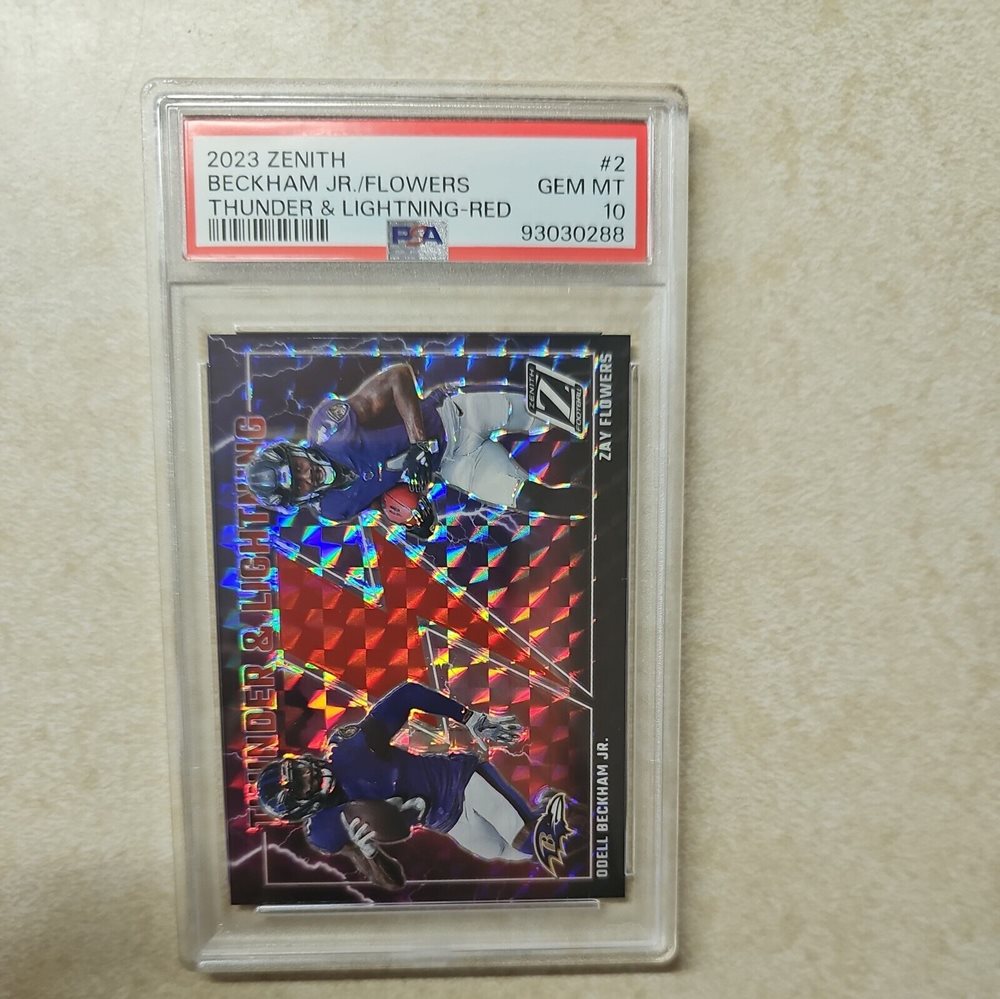 2023 ZENITH #2
BECKHAM JR./FLOWERS GEM MT
THUNDER & LIGHTNING-RED 10
PSA 93030288
THUNDER & LIGHTNING
ZENITH
Z
FOOTBALL
ZAY FLOWERS
B
ODELL BECKHAM JR.